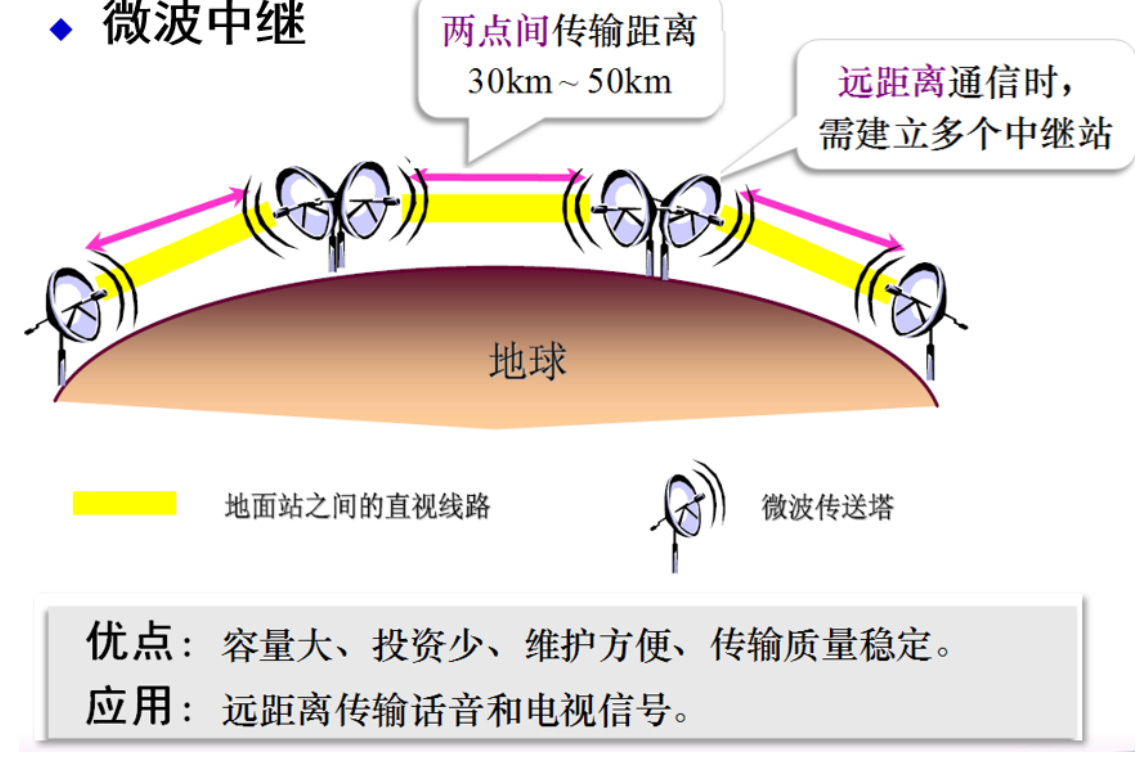 微波中继
两点间传输距离
30km ~ 50km
远距离通信时，
需建立多个中继站
地球
地面站之间的直视线路
微波传送塔
优点：容量大、投资少、维护方便、传输质量稳定。
应用：远距离传输话音和电视信号。